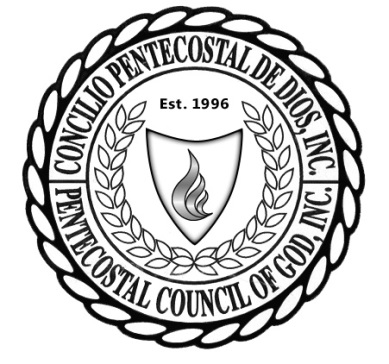 CONCILIO PENTECOSTAL DE DIOS, INC.
Est. 1996
PENTECOSTAL COUNCIL OF GOD, INC.